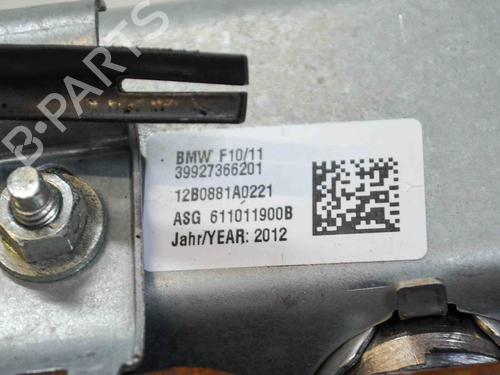 B-PARTS
BMW F10/11
39927366201
12B0881A0221
ASG 611011900B
Jahr/YEAR: 2012